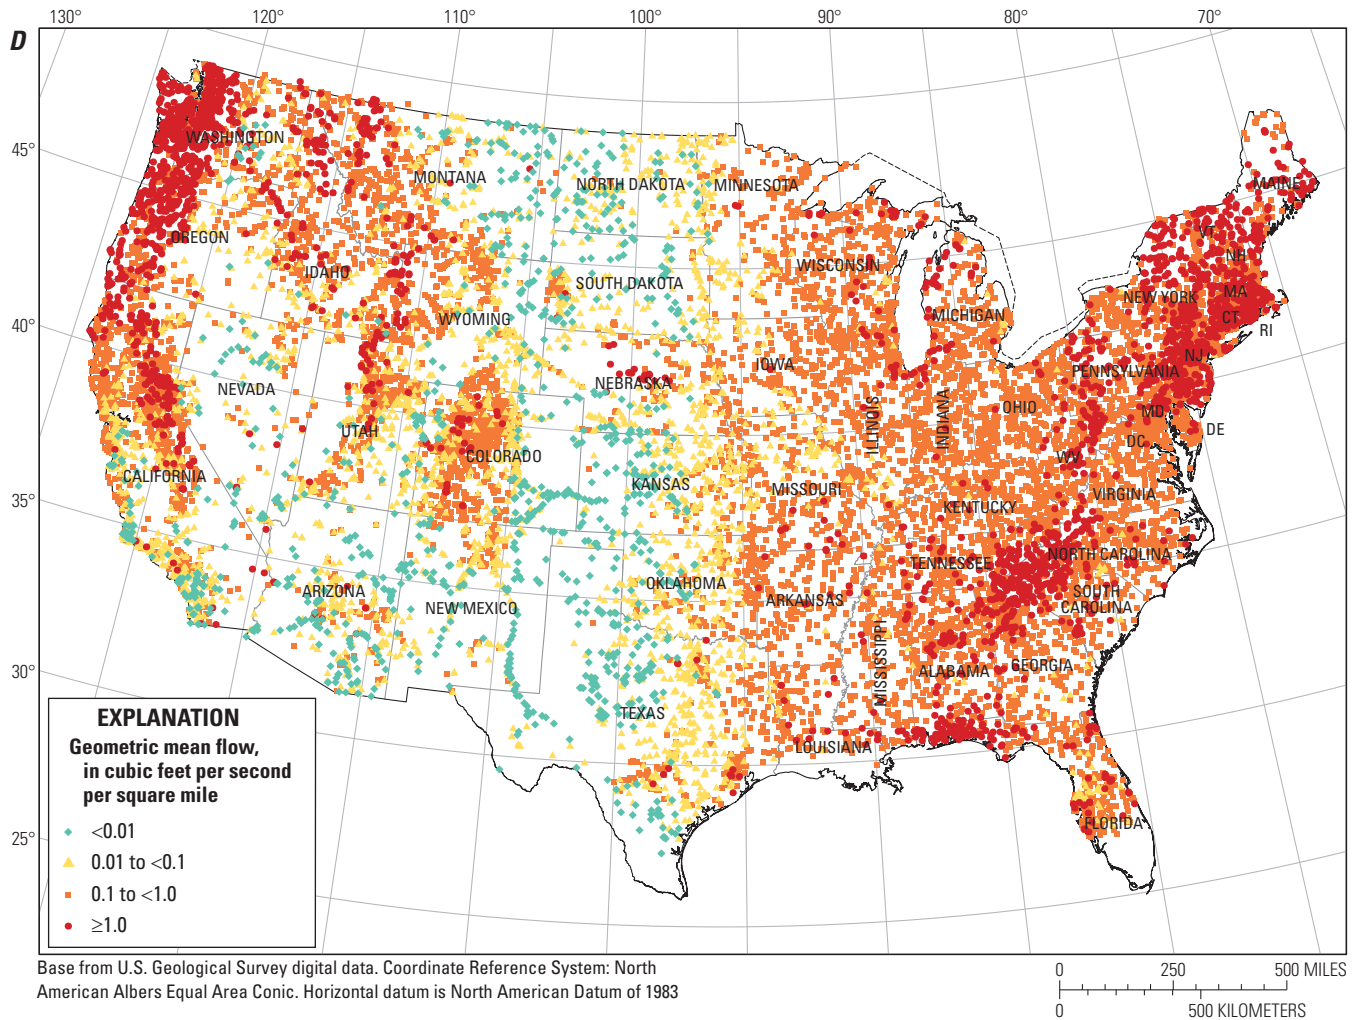 130° 120° 110° 100° 90° 80° 70°
D
45°
40°
35°
30°
25°
WASHINGTON
MONTANA
NORTH DAKOTA
MINNESOTA
MAINE
OREGON
VT
NH
IDAHO
SOUTH DAKOTA
WISCONSIN
WYOMING
MICHIGAN
NEW YORK
MA
CT
RI
NEVADA
NEBRASKA
IOWA
PENNSYLVANIA
NJ
UTAH
COLORADO
ILLINOIS
INDIANA
OHIO
MD
DE
DC
CALIFORNIA
KANSAS
MISSOURI
WV
VIRGINIA
KENTUCKY
ARIZONA
NEW MEXICO
OKLAHOMA
ARKANSAS
TENNESSEE
NORTH CAROLINA
SOUTH
CAROLINA
MISSISSIPPI
ALABAMA
GEORGIA
TEXAS
LOUISIANA
FLORIDA
EXPLANATION
Geometric mean flow,
in cubic feet per second
per square mile
<0.01
0.01 to <0.1
0.1 to <1.0
≥1.0
Base from U.S. Geological Survey digital data. Coordinate Reference System: North
American Albers Equal Area Conic. Horizontal datum is North American Datum of 1983
0 250 500 MILES
0 500 KILOMETERS